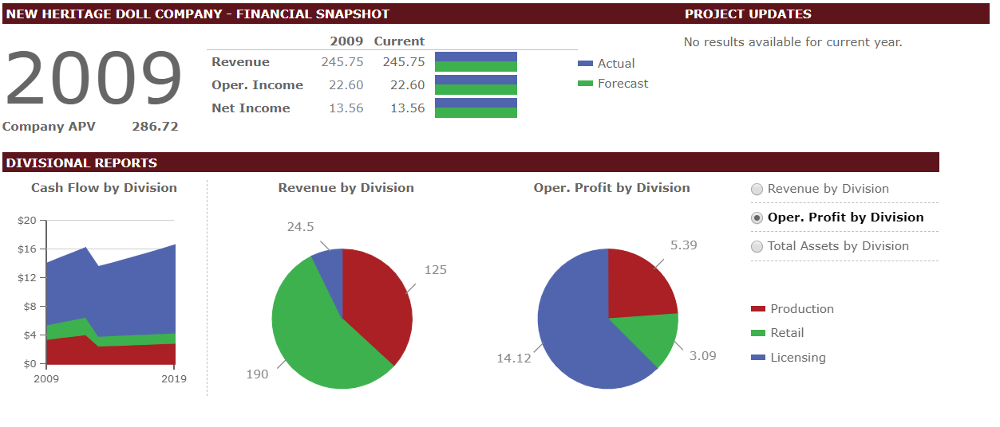 NEW HERITAGE DOLL COMPANY - FINANCIAL SNAPSHOT
PROJECT UPDATES
2009
Company APV 286.72
2009 Current
Revenue 245.75 245.75
Oper. Income 22.60 22.60
Net Income 13.56 13.56
Actual
Forecast
No results available for current year.
DIVISIONAL REPORTS
Cash Flow by Division
$20
$16
$12
$8
$4
$0
2009 2019
Revenue by Division
24.5
125
190
Oper. Profit by Division
5.39
14.12
3.09
Revenue by Division
Oper. Profit by Division
Total Assets by Division
Production
Retail
Licensing